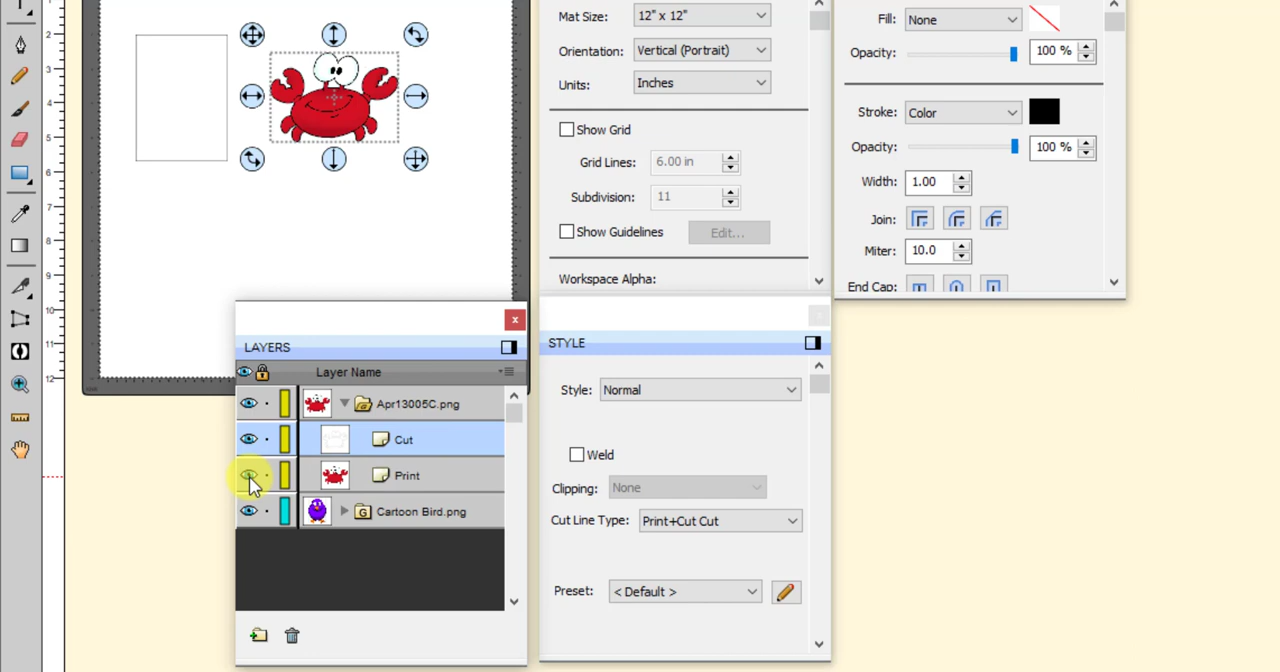 2
3
4
5
6
7
8
9
10
11
12
Mat Size: 12" x 12"
Orientation: Vertical (Portrait)
Units: Inches
Show Grid
Grid Lines: 6.00 in
Subdivision: 11
Show Guidelines Edit...
Workspace Alpha:
Fill: None
Opacity: 100 %
Stroke: Color
Opacity: 100 %
Width: 1.00
Join:
Miter: 10.0
End Cap:
x
LAYERS
Layer Name
Apr13005C.png
Cut
Print
G Cartoon Bird.png
x
STYLE
Style: Normal
Weld
Clipping: None
Cut Line Type: Print+Cut Cut
Preset: < Default >